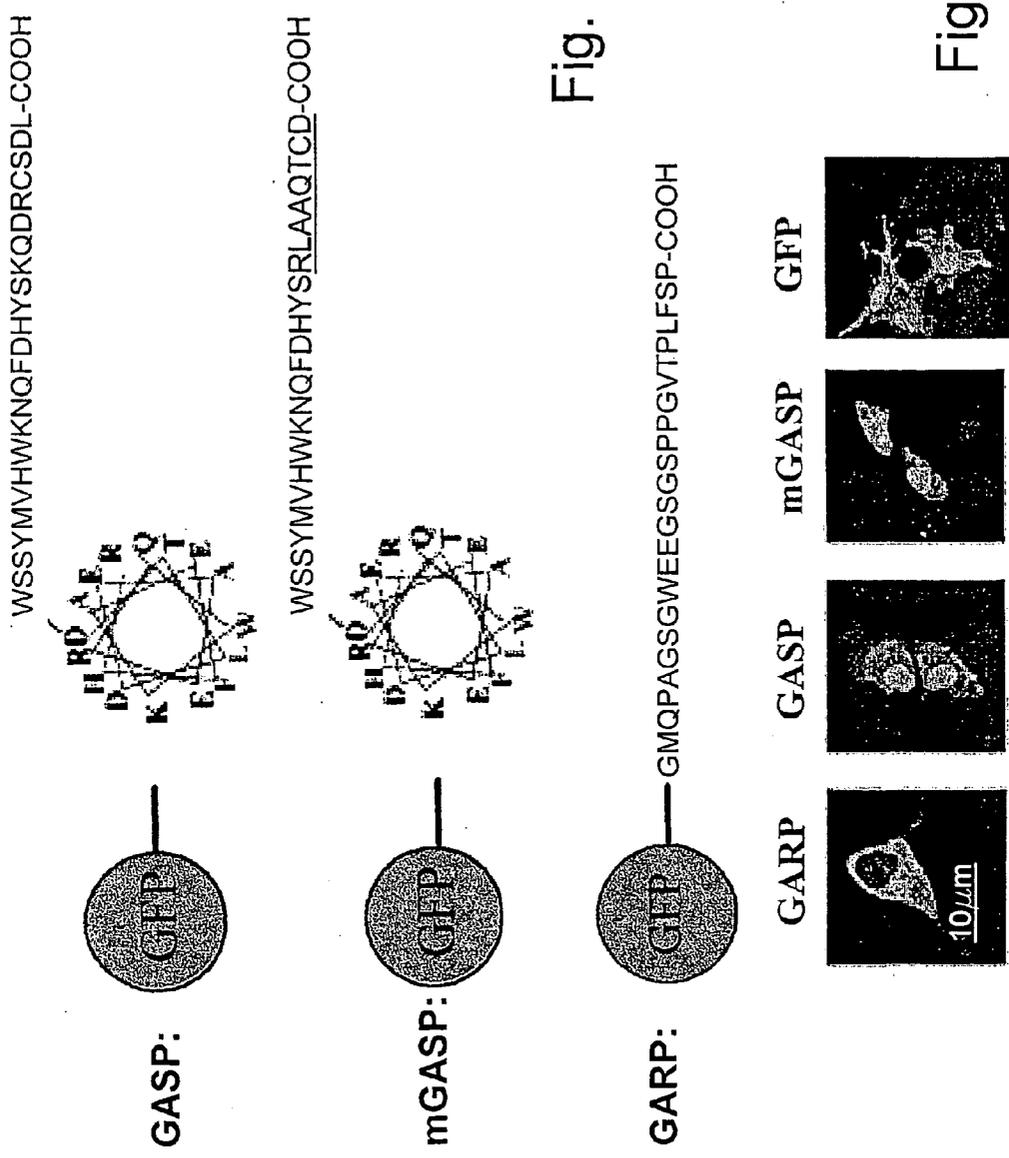 WSSYMVHWKNQFDHYSKQDRCSDL-COOH
GASP:
GFP
WSSYMVHWKNQFDHYSRLAAQTCD-COOH
mGASP:
GFP
Fig.
GARP:
GFP
GMQPAGSGWEEGSGSPPGVTPLFSP-COOH
GARP
GASP
mGASP
GFP
10μm
Fig